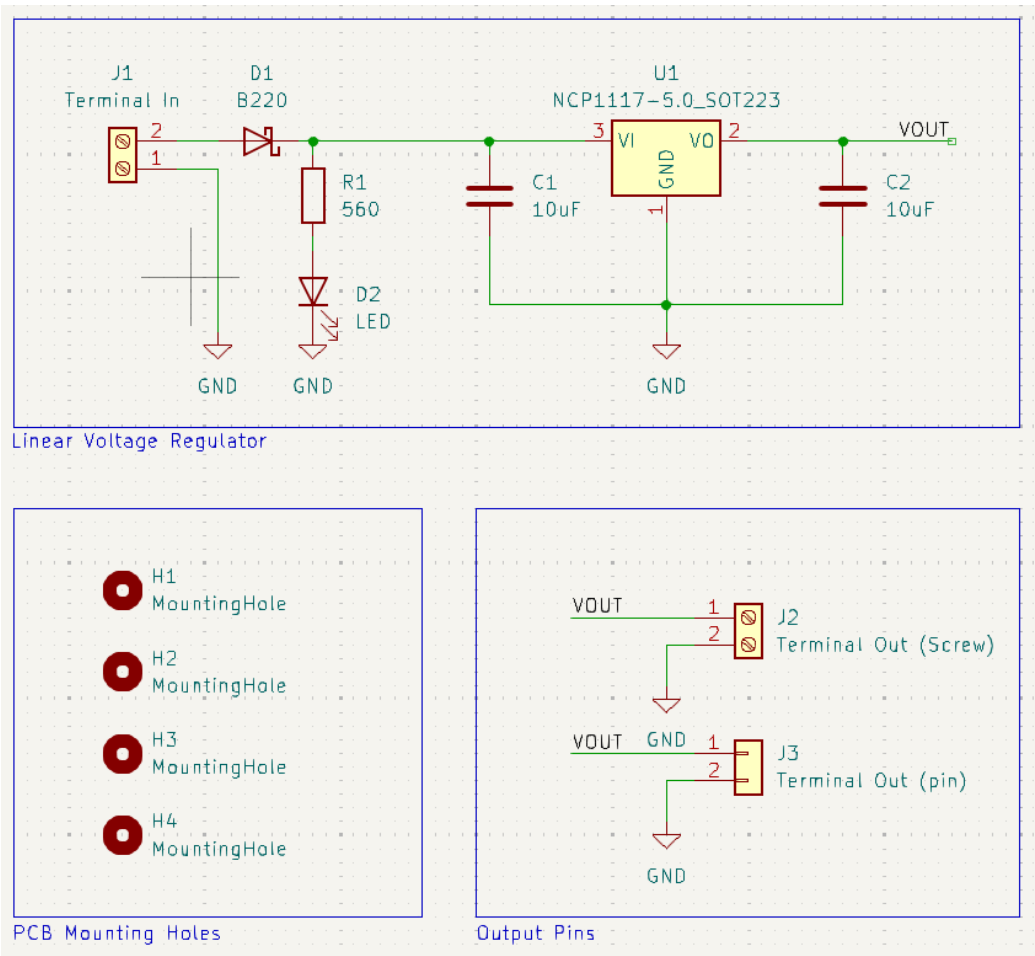 J1
Terminal In
D1
B220
U1
NCP1117-5.0_SOT223
2
1
3
VI
VO
2
VOUT
GND
1
R1
560
C1
10uF
C2
10uF
D2
LED
GND
GND
GND
Linear Voltage Regulator
H1
MountingHole
H2
MountingHole
H3
MountingHole
H4
MountingHole
PCB Mounting Holes
VOUT
1
2
J2
Terminal Out (Screw)
GND
VOUT
1
2
J3
Terminal Out (pin)
GND
Output Pins